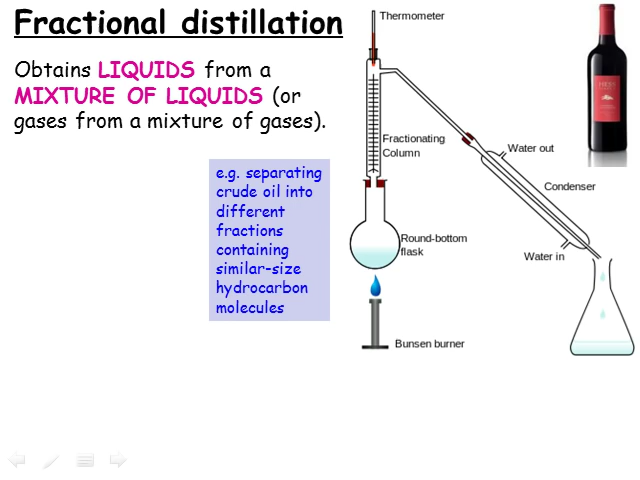 Fractional distillation
Obtains LIQUIDS from a
MIXTURE OF LIQUIDS (or
gases from a mixture of gases).
e.g. separating
crude oil into
different
fractions
containing
similar-size
hydrocarbon
molecules
Thermometer
Fractionating
Column
Water out
Condenser
Round-bottom
flask
Water in
Bunsen burner